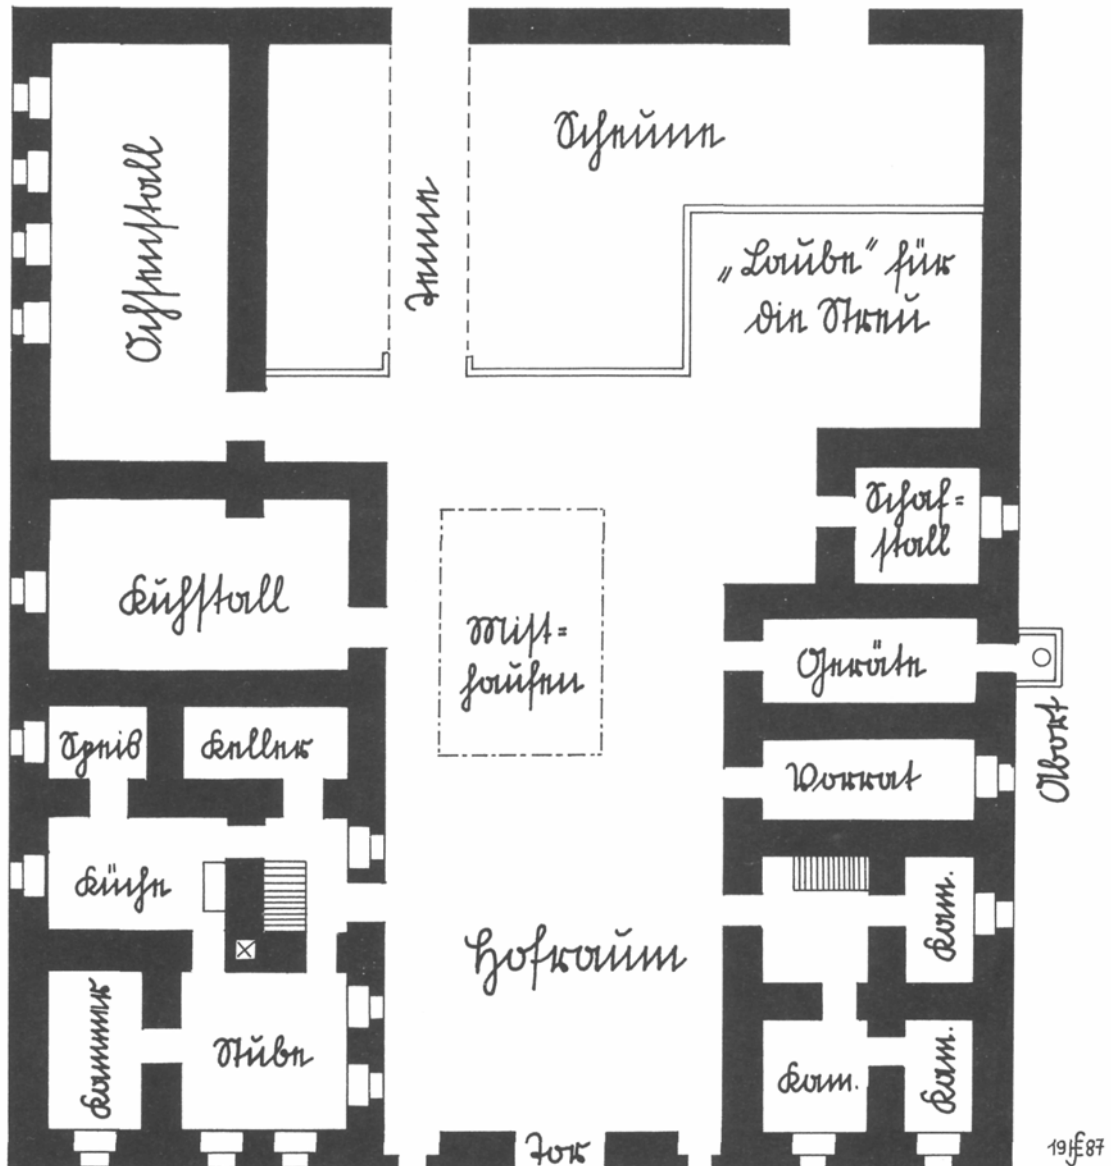 Scheune
Ochsenstall
Tenne
„Laube“ für
die Streu
Schaf=
stall
Kuhstall
Mist=
haufen
Geräte
Speis
Keller
Vorrat
Abort
Küche
Kam.
Hofraum
Kammer
Stube
Kam.
Kam.
Tor
1987